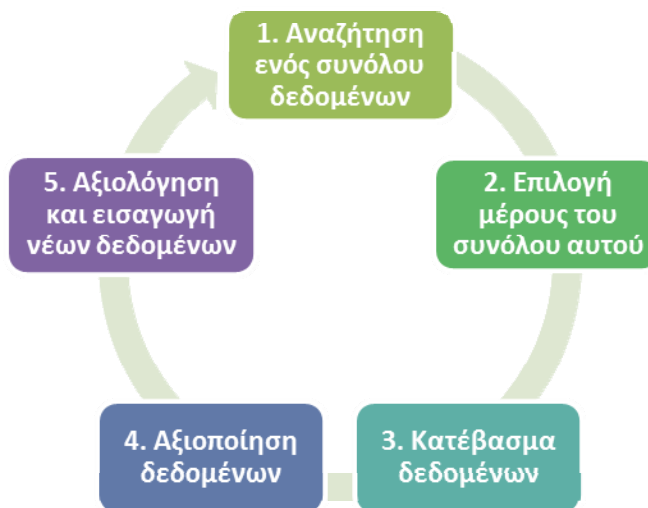 1. Αναζήτηση
ενός συνόλου
δεδομένων
2. Επιλογή
μέρους του
συνόλου αυτού
3. Κατέβασμα
δεδομένων
4. Αξιοποίηση
δεδομένων
5. Αξιολόγηση
και εισαγωγή
νέων δεδομένων